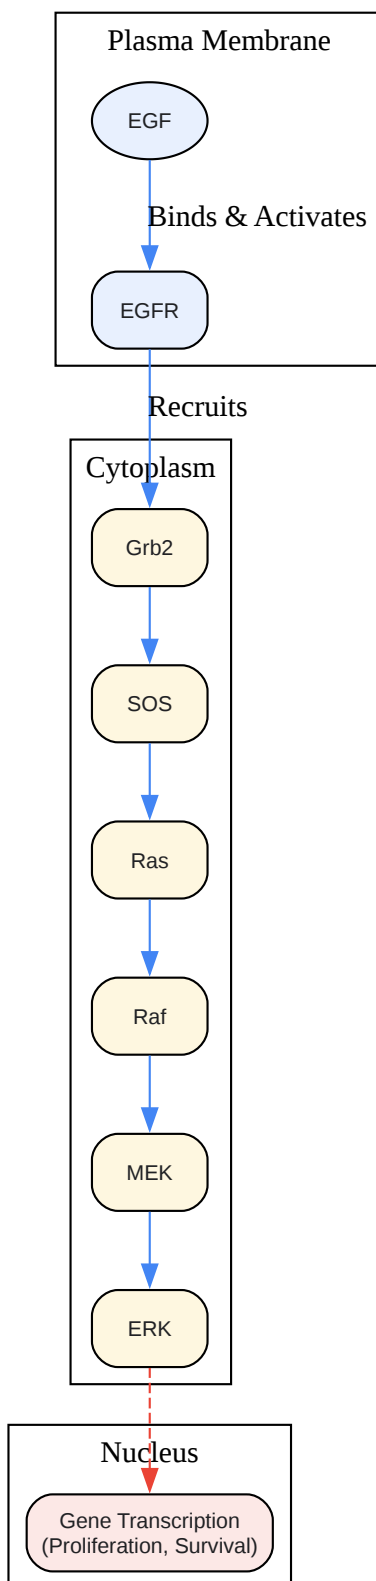 Plasma Membrane
EGF
Binds & Activates
EGFR
Recruits
Cytoplasm
Grb2
SOS
Ras
Raf
MEK
ERK
Nucleus
Gene Transcription
(Proliferation, Survival)